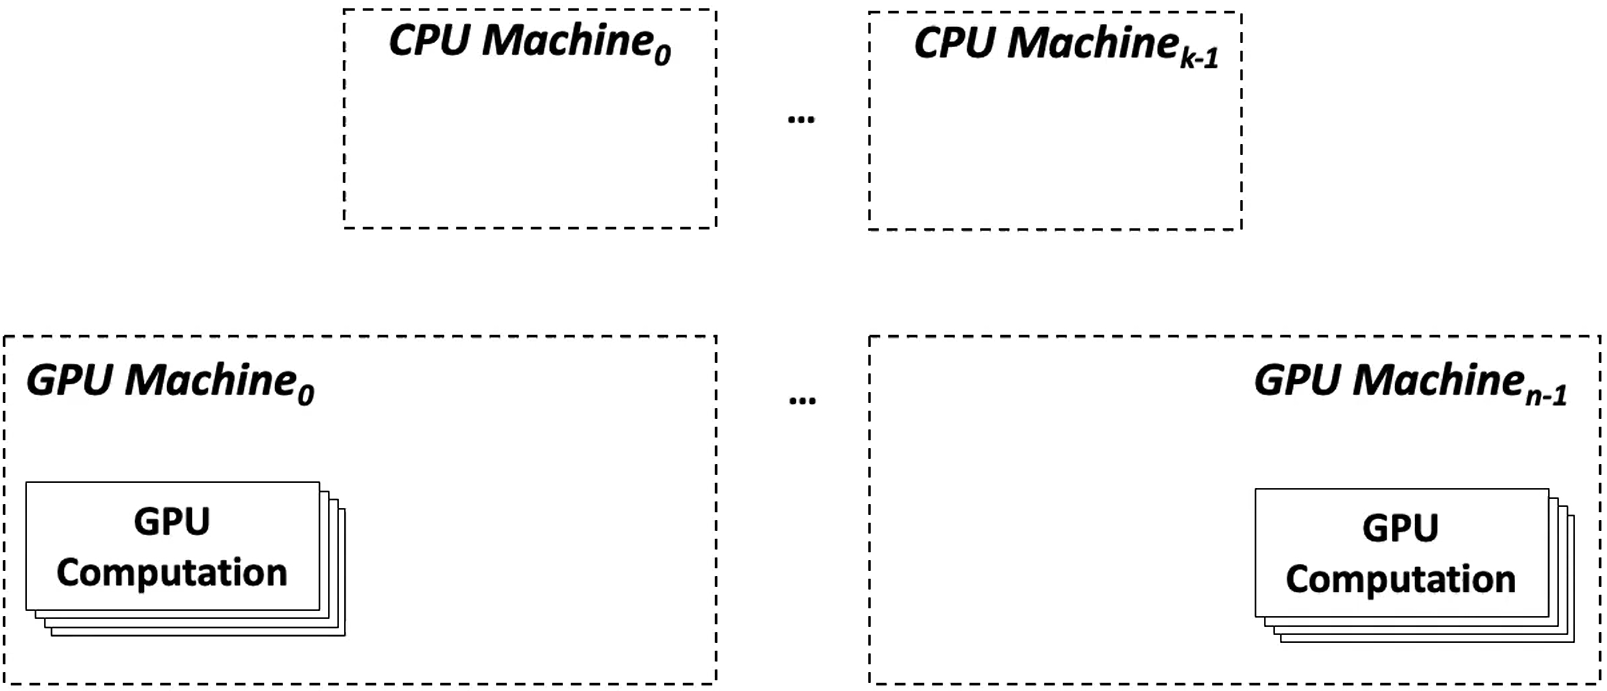 CPU Machine0
CPU Machinek-1
...
GPU Machine0
GPU Machinen-1
...
GPU
Computation
GPU
Computation